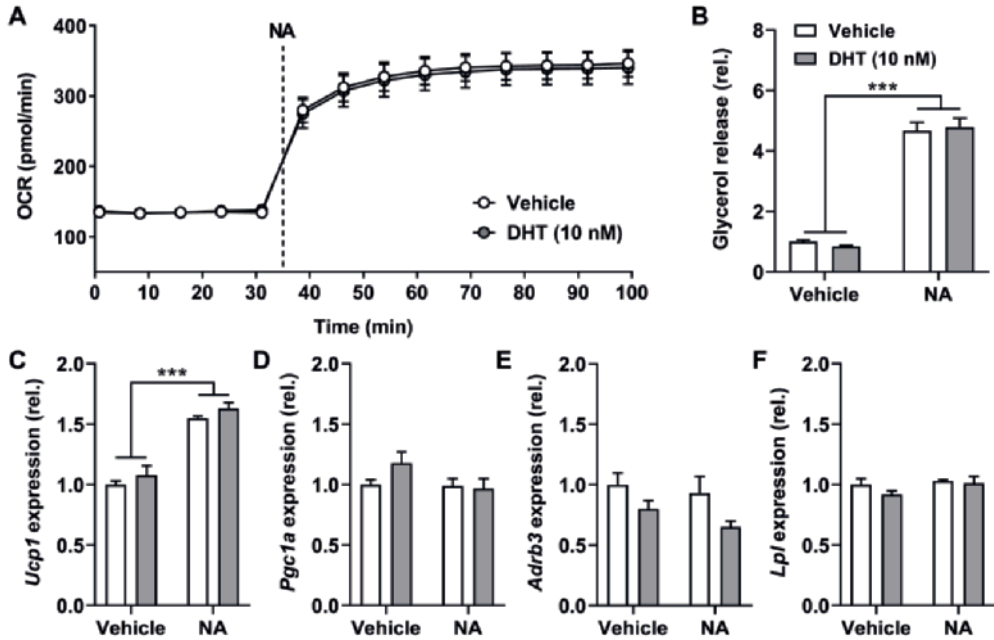 A
OCR (pmol/min)
400
300
200
100
NA
Vehicle
DHT (10 nM)
0 10 20 30 40 50 60 70 80 90 100
Time (min)
B
Glycerol release (rel.)
8
6
4
2
0
Vehicle
DHT (10 nM)
***
Vehicle NA
C
Ucp1 expression (rel.)
2.0
1.5
1.0
0.5
0.0
***
Vehicle NA
D
Pgc1a expression (rel.)
2.0
1.5
1.0
0.5
0.0
Vehicle NA
E
Adrb3 expression (rel.)
2.0
1.5
1.0
0.5
0.0
Vehicle NA
F
Lpl expression (rel.)
2.0
1.5
1.0
0.5
0.0
Vehicle NA